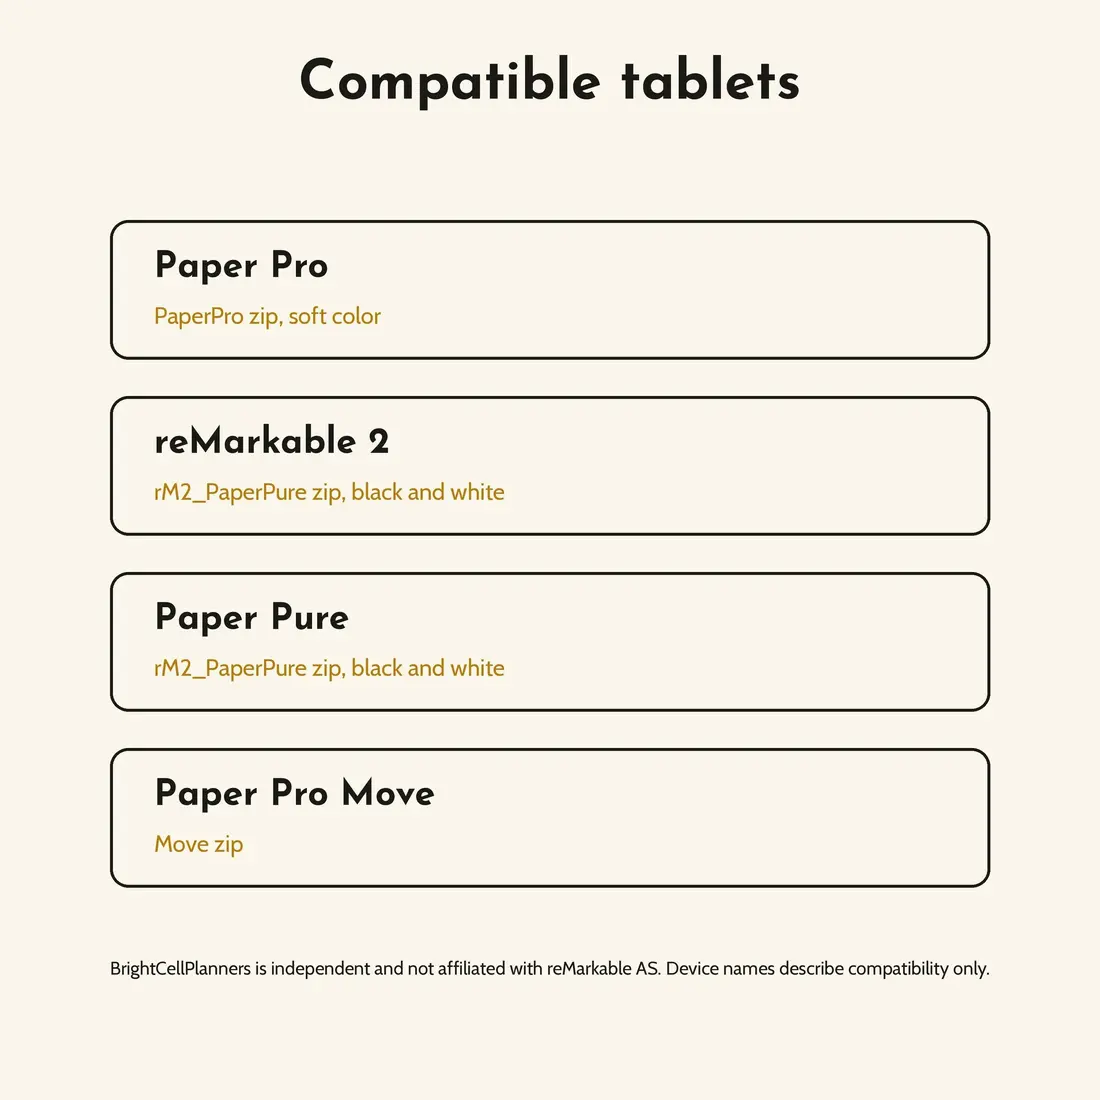 Compatible tablets
Paper Pro
PaperPro zip, soft color
reMarkable 2
rM2_PaperPure zip, black and white
Paper Pure
rM2_PaperPure zip, black and white
Paper Pro Move
Move zip
BrightCellPlanners is independent and not affiliated with reMarkable AS. Device names describe compatibility only.